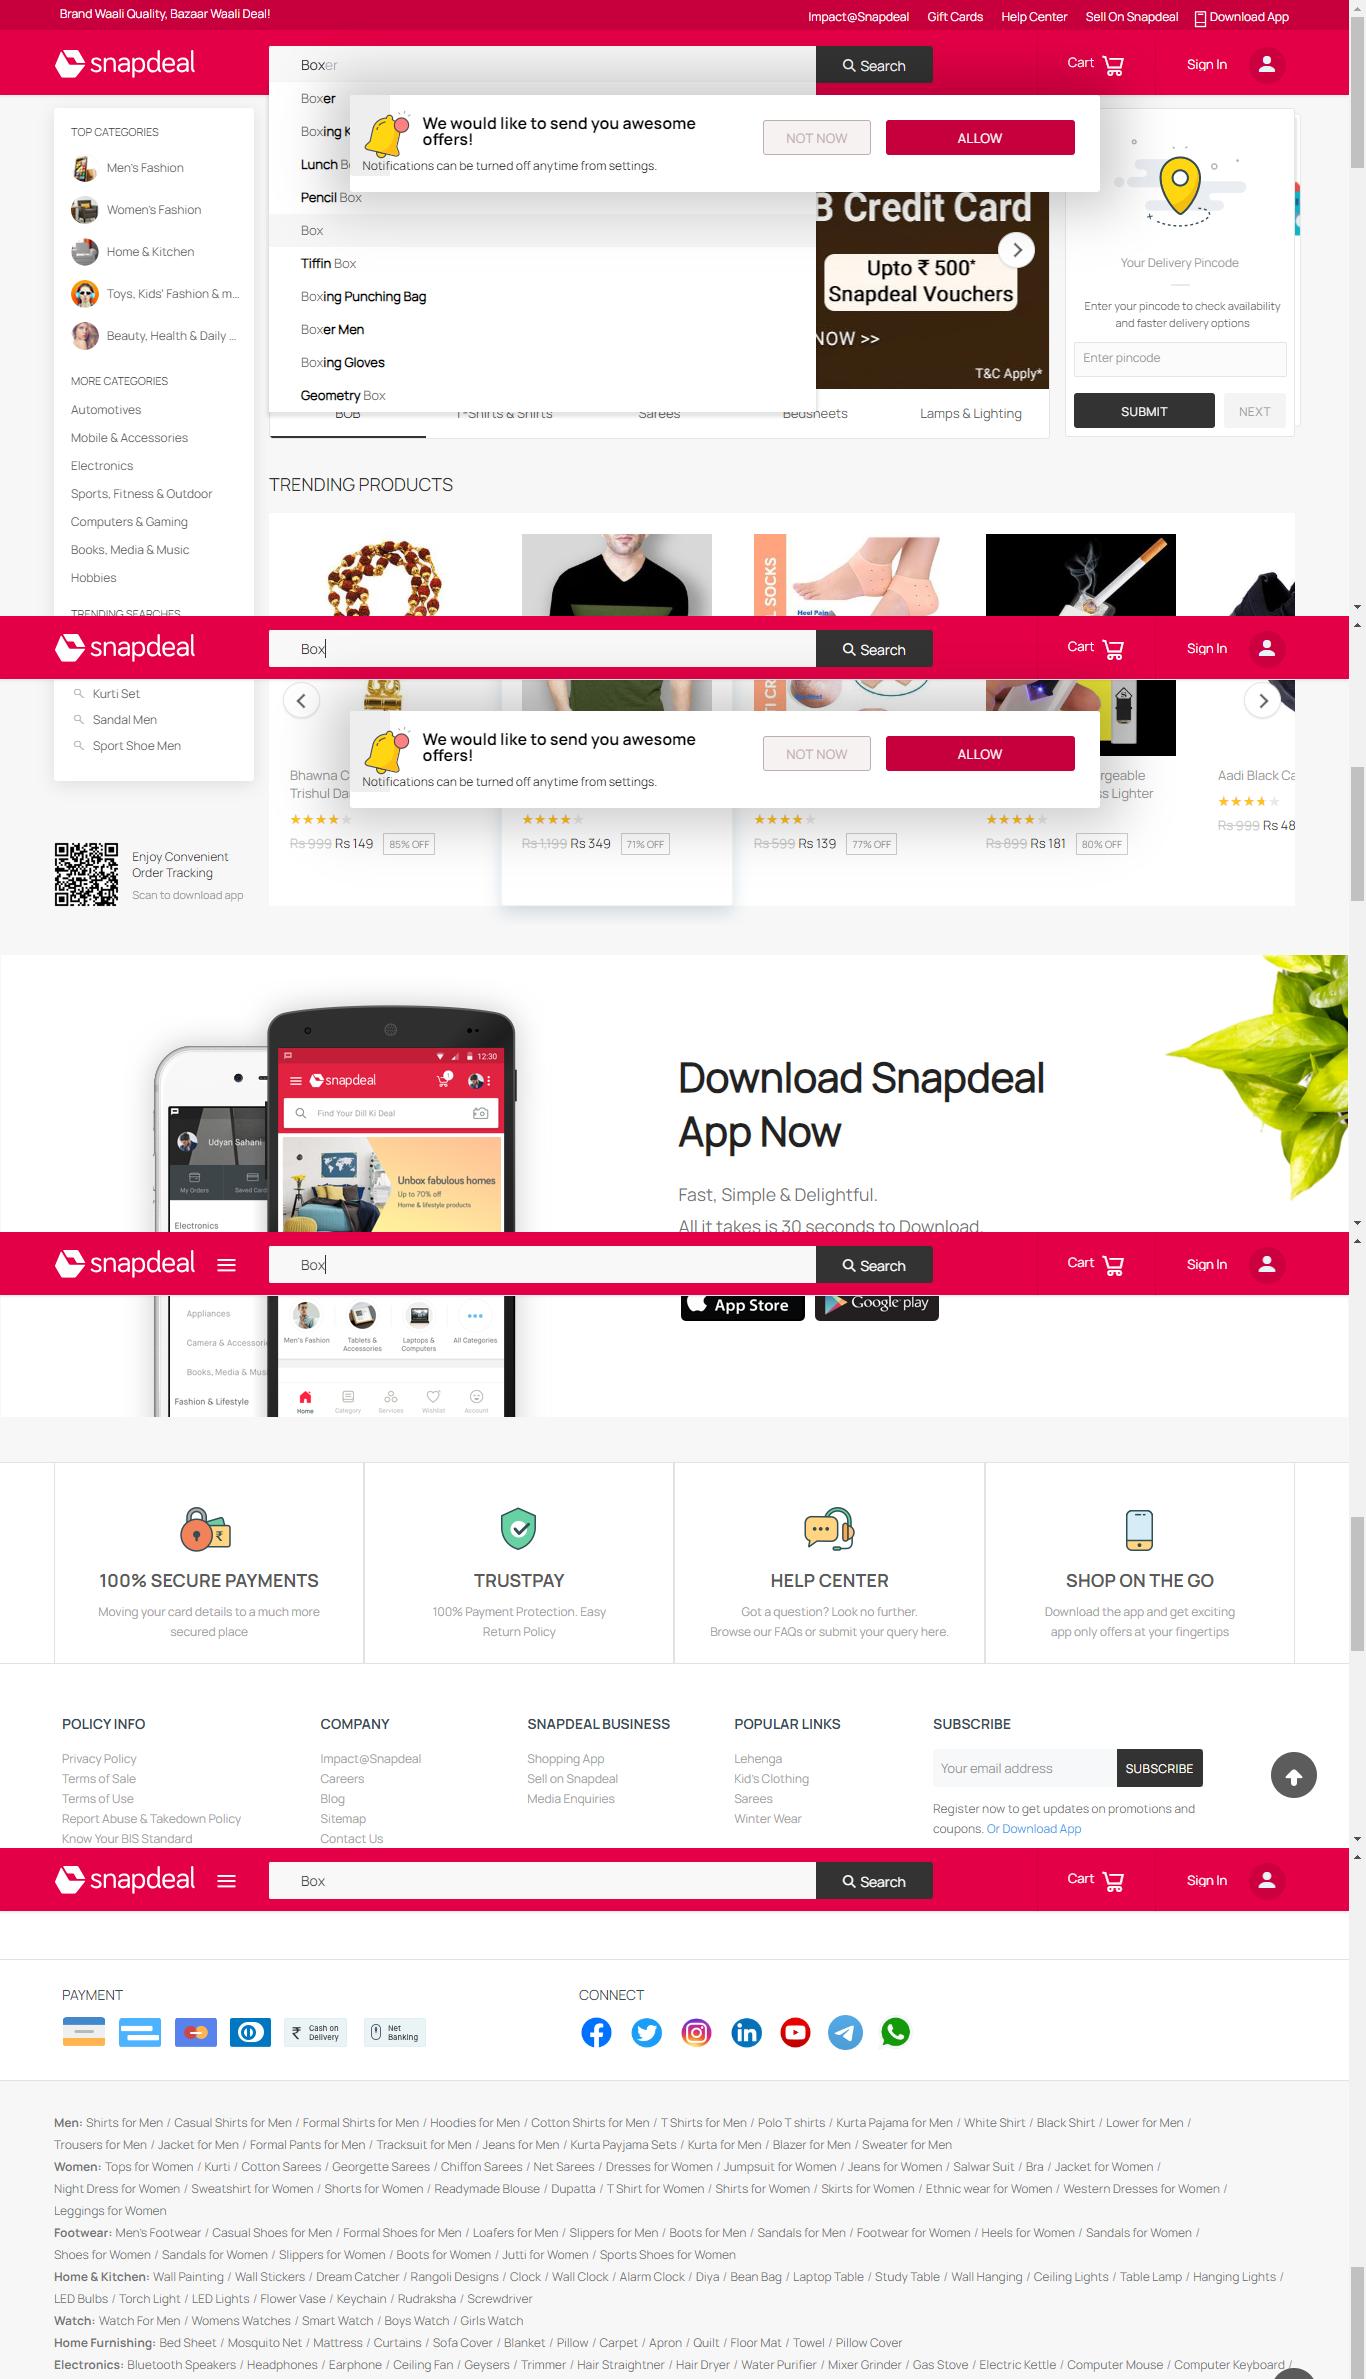 Brand Waali Quality, Bazaar Waali Deal!
Impact@Snapdeal Gift Cards Help Center Sell On Snapdeal Download App
snapdeal
Boxer
Search
Cart
Sign In
TOP CATEGORIES
Men's Fashion
Women's Fashion
Home & Kitchen
Toys, Kids' Fashion & m...
Beauty, Health & Daily ...
MORE CATEGORIES
Automotives
Mobile & Accessories
Electronics
Sports, Fitness & Outdoor
Computers & Gaming
Books, Media & Music
Hobbies
TRENDING SEARCHES
Boxer
Boxing K
Lunch B
Pencil Box
Box
Tiffin Box
Boxing Punching Bag
Boxer Men
Boxing Gloves
Geometry Box
We would like to send you awesome
offers!
Notifications can be turned off anytime from settings.
NOT NOW
ALLOW
B Credit Card
Upto ₹ 500*
Snapdeal Vouchers
NOW >>
T&C Apply*
BOB T-Shirts & Shirts Sarees Bedsheets Lamps & Lighting
Your Delivery Pincode
Enter your pincode to check availability
and faster delivery options
Enter pincode
SUBMIT
NEXT
TRENDING PRODUCTS
SOCKS
Heel Pain
snapdeal
Box
Search
Cart
Sign In
Kurti Set
Sandal Men
Sport Shoe Men
We would like to send you awesome
offers!
Notifications can be turned off anytime from settings.
NOT NOW
ALLOW
Bhawna C
Trishul Da
Rs 999 Rs 149 85% OFF
Rs 1,199 Rs 349 71% OFF
Rs 599 Rs 139 77% OFF
rgeable
ss Lighter
Rs 899 Rs 181 80% OFF
Aadi Black Ca
Rs 999 Rs 48
Enjoy Convenient
Order Tracking
Scan to download app
12:30
snapdeal
1
Find Your Dill Ki Deal
Udyan Sahani
My Orders
Saved Card
Unbox fabulous homes
Up to 70% off
Home & lifestyle products
Electronics
Download Snapdeal
App Now
Fast, Simple & Delightful.
All it takes is 30 seconds to Download.
snapdeal
Box
Search
Cart
Sign In
Appliances
Camera & Accessori
Books, Media & Mus
Fashion & Lifestyle
Men's Fashion
Tablets &
Accessories
Laptops &
Computers
All Categories
Home Category Services Wishlist Account
App Store
Google play
100% SECURE PAYMENTS
Moving your card details to a much more
secured place
TRUSTPAY
100% Payment Protection. Easy
Return Policy
HELP CENTER
Got a question? Look no further.
Browse our FAQs or submit your query here.
SHOP ON THE GO
Download the app and get exciting
app only offers at your fingertips
POLICY INFO
Privacy Policy
Terms of Sale
Terms of Use
Report Abuse & Takedown Policy
Know Your BIS Standard
COMPANY
Impact@Snapdeal
Careers
Blog
Sitemap
Contact Us
SNAPDEAL BUSINESS
Shopping App
Sell on Snapdeal
Media Enquiries
POPULAR LINKS
Lehenga
Kid's Clothing
Sarees
Winter Wear
SUBSCRIBE
Your email address
SUBSCRIBE
Register now to get updates on promotions and
coupons. Or Download App
snapdeal
Box
Search
Cart
Sign In
PAYMENT
₹ Cash on
Delivery
Net
Banking
CONNECT
Men: Shirts for Men / Casual Shirts for Men / Formal Shirts for Men / Hoodies for Men / Cotton Shirts for Men / T Shirts for Men / Polo T shirts / Kurta Pajama for Men / White Shirt / Black Shirt / Lower for Men /
Trousers for Men / Jacket for Men / Formal Pants for Men / Tracksuit for Men / Jeans for Men / Kurta Payjama Sets / Kurta for Men / Blazer for Men / Sweater for Men
Women: Tops for Women / Kurti / Cotton Sarees / Georgette Sarees / Chiffon Sarees / Net Sarees / Dresses for Women / Jumpsuit for Women / Jeans for Women / Salwar Suit / Bra / Jacket for Women /
Night Dress for Women / Sweatshirt for Women / Shorts for Women / Readymade Blouse / Dupatta / T Shirt for Women / Shirts for Women / Skirts for Women / Ethnic wear for Women / Western Dresses for Women /
Leggings for Women
Footwear: Men's Footwear / Casual Shoes for Men / Formal Shoes for Men / Loafers for Men / Slippers for Men / Boots for Men / Sandals for Men / Footwear for Women / Heels for Women / Sandals for Women /
Shoes for Women / Sandals for Women / Slippers for Women / Boots for Women / Jutti for Women / Sports Shoes for Women
Home & Kitchen: Wall Painting / Wall Stickers / Dream Catcher / Rangoli Designs / Clock / Wall Clock / Alarm Clock / Diya / Bean Bag / Laptop Table / Study Table / Wall Hanging / Ceiling Lights / Table Lamp / Hanging Lights /
LED Bulbs / Torch Light / LED Lights / Flower Vase / Keychain / Rudraksha / Screwdriver
Watch: Watch For Men / Womens Watches / Smart Watch / Boys Watch / Girls Watch
Home Furnishing: Bed Sheet / Mosquito Net / Mattress / Curtains / Sofa Cover / Blanket / Pillow / Carpet / Apron / Quilt / Floor Mat / Towel / Pillow Cover
Electronics: Bluetooth Speakers / Headphones / Earphone / Ceiling Fan / Geysers / Trimmer / Hair Straightner / Hair Dryer / Water Purifier / Mixer Grinder / Gas Stove / Electric Kettle / Computer Mouse / Computer Keyboard /